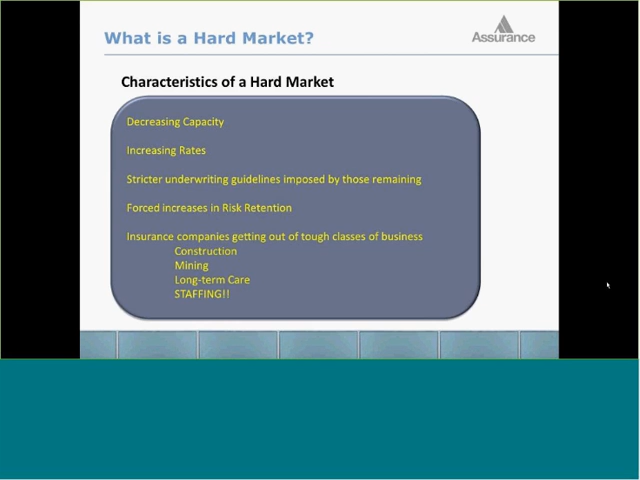 What is a Hard Market?
Assurance
Characteristics of a Hard Market
Decreasing Capacity
Increasing Rates
Stricter underwriting guidelines imposed by those remaining
Forced increases in Risk Retention
Insurance companies getting out of tough classes of business
Construction
Mining
Long-term Care
STAFFING!!